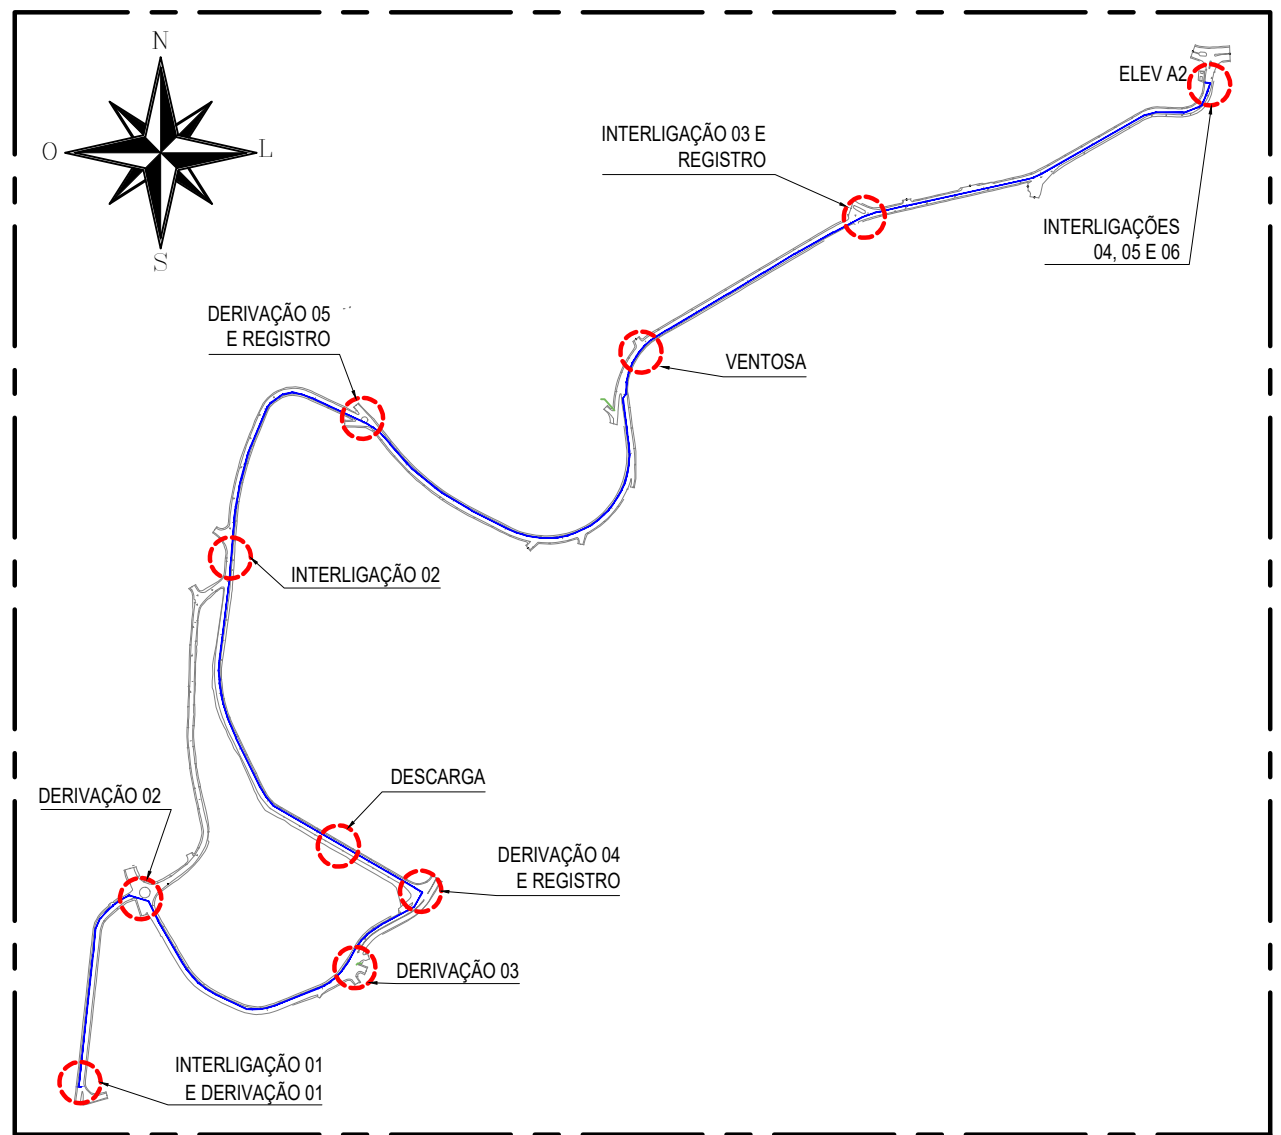 N
O
L
S
ELEV A2
INTERLIGAÇÃO 03 E
REGISTRO
INTERLIGAÇÕES
04, 05 E 06
DERIVAÇÃO 05
E REGISTRO
VENTOSA
INTERLIGAÇÃO 02
DESCARGA
DERIVAÇÃO 02
DERIVAÇÃO 04
E REGISTRO
DERIVAÇÃO 03
INTERLIGAÇÃO 01
E DERIVAÇÃO 01